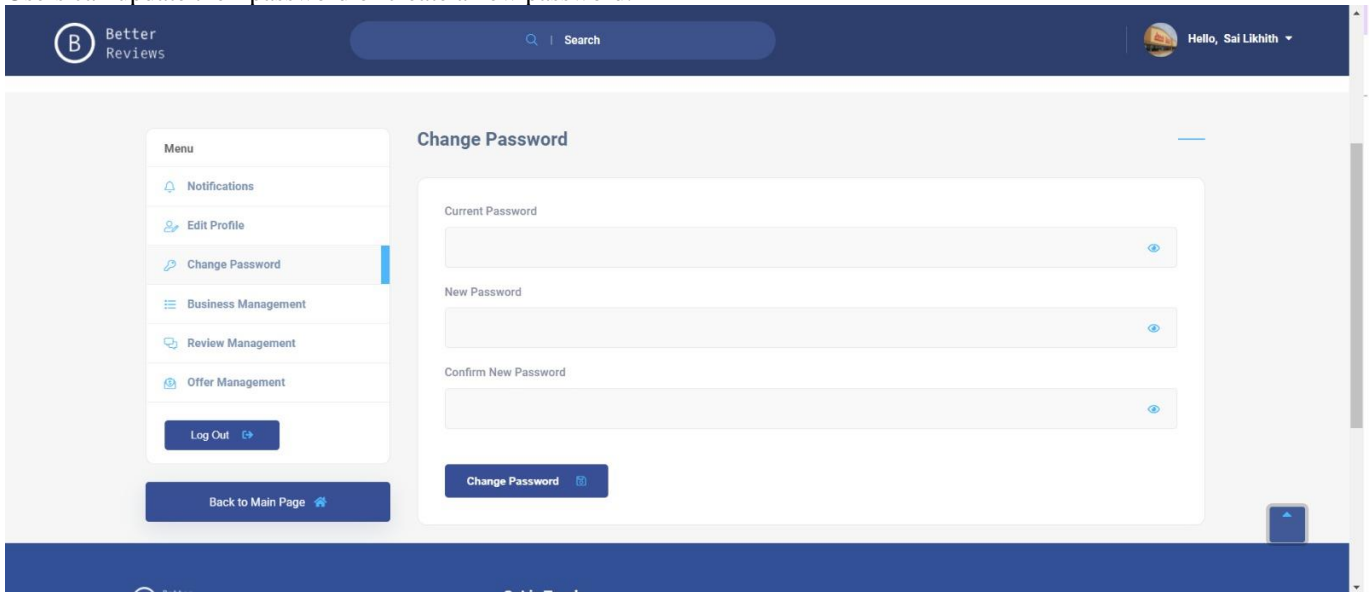 Better
Reviews
Search
Hello, Sai Likhith
Menu
Notifications
Edit Profile
Change Password
Business Management
Review Management
Offer Management
Log Out
Back to Main Page
Change Password
Current Password
New Password
Confirm New Password
Change Password